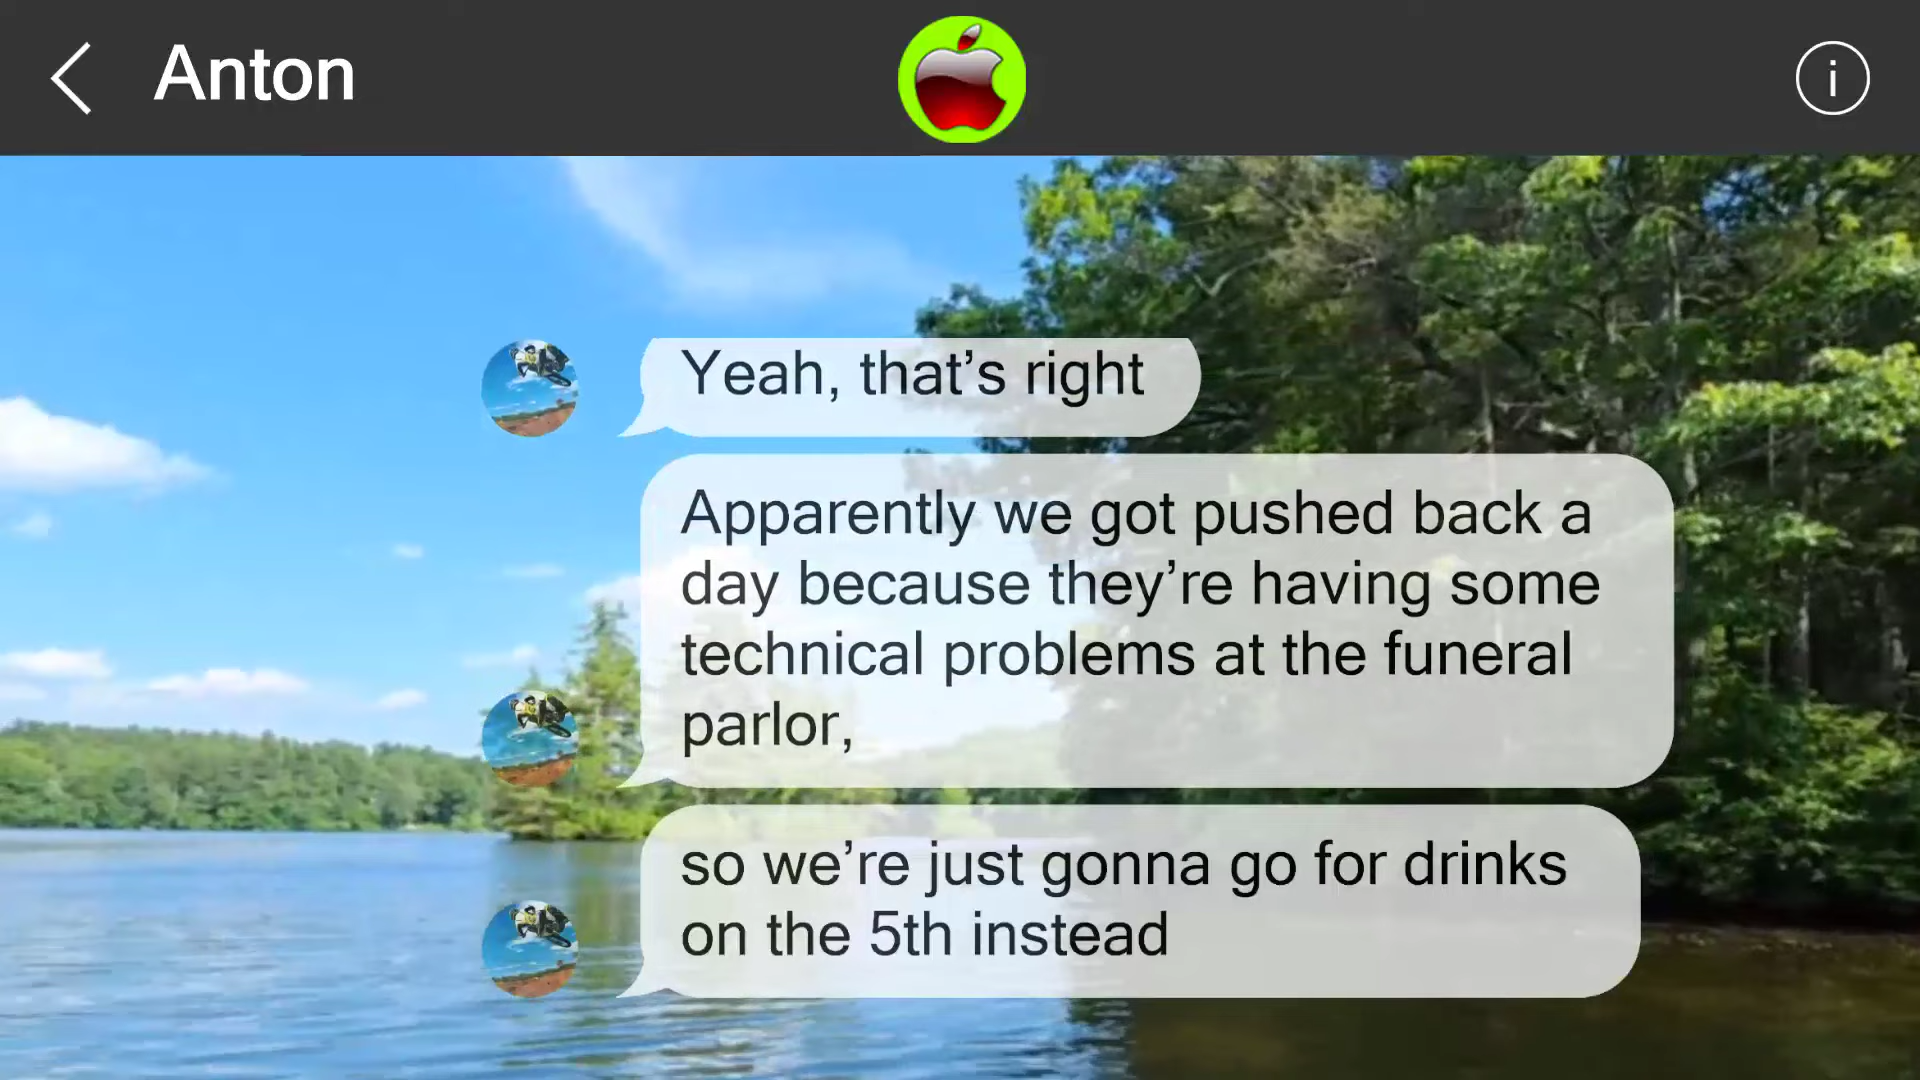 Anton
i
Yeah, that’s right
Apparently we got pushed back a
day because they’re having some
technical problems at the funeral
parlor,
so we’re just gonna go for drinks
on the 5th instead